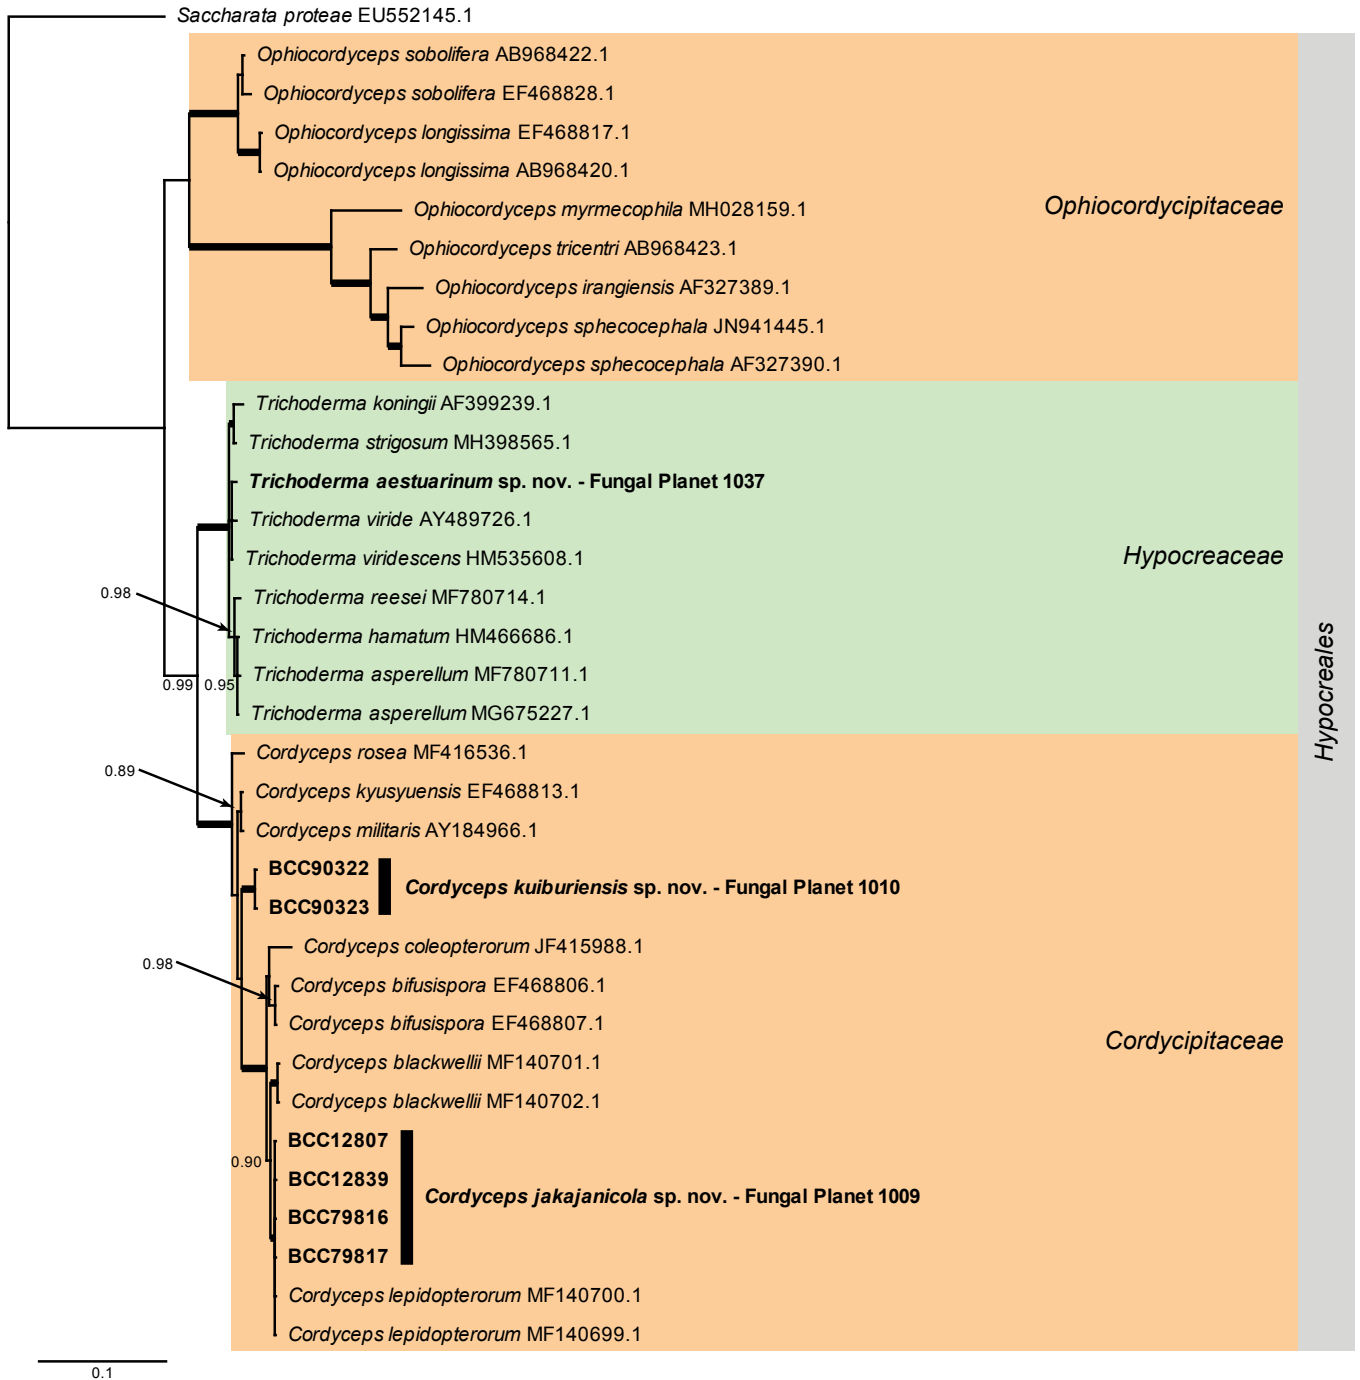 Saccharata proteae EU552145.1
Ophiocordyceps sobolifera AB968422.1
Ophiocordyceps sobolifera EF468828.1
Ophiocordyceps longissima EF468817.1
Ophiocordyceps longissima AB968420.1
Ophiocordyceps myrmecophila MH028159.1
Ophiocordycipitaceae
Ophiocordyceps tricentri AB968423.1
Ophiocordyceps irangiensis AF327389.1
Ophiocordyceps sphecocephala JN941445.1
Ophiocordyceps sphecocephala AF327390.1
Trichoderma koningii AF399239.1
Trichoderma strigosum MH398565.1
Trichoderma aestuarinum sp. nov. - Fungal Planet 1037
Trichoderma viride AY489726.1
Trichoderma viridescens HM535608.1
Hypocreaceae
0.98
Trichoderma reesei MF780714.1
Trichoderma hamatum HM466686.1
Trichoderma asperellum MF780711.1
0.99
0.95
Trichoderma asperellum MG675227.1
Hypocreales
Cordyceps rosea MF416536.1
0.89
Cordyceps kyusyuensis EF468813.1
Cordyceps militaris AY184966.1
BCC90322
Cordyceps kuiburiensis sp. nov. - Fungal Planet 1010
BCC90323
Cordyceps coleopterorum JF415988.1
0.98
Cordyceps bifusispora EF468806.1
Cordyceps bifusispora EF468807.1
Cordycipitaceae
Cordyceps blackwellii MF140701.1
Cordyceps blackwellii MF140702.1
BCC12807
0.90
BCC12839
Cordyceps jakajanicola sp. nov. - Fungal Planet 1009
BCC79816
BCC79817
Cordyceps lepidopterorum MF140700.1
Cordyceps lepidopterorum MF140699.1
0.1